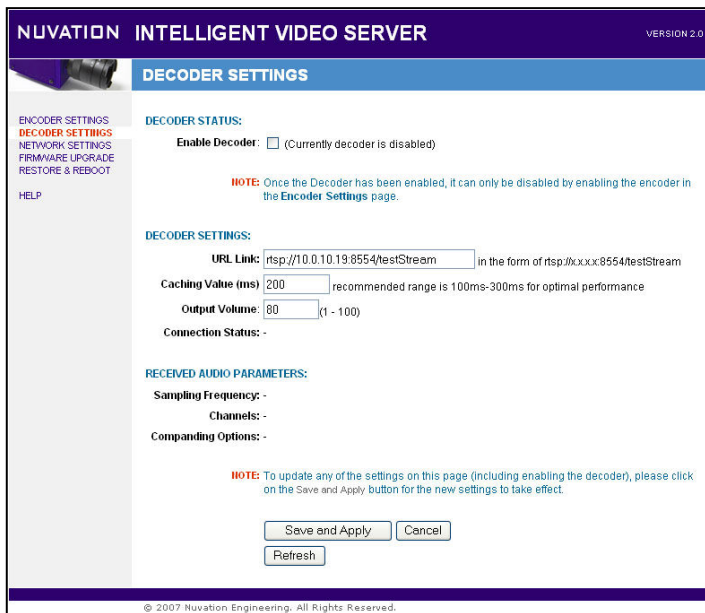 NUVATION INTELLIGENT VIDEO SERVER
VERSION 2.0
DECODER SETTINGS
ENCODER SETTINGS
DECODER SETTINGS
NETWORK SETTINGS
FIRMWARE UPGRADE
RESTORE & REBOOT
HELP
DECODER STATUS:
Enable Decoder: (Currently decoder is disabled)
NOTE: Once the Decoder has been enabled, it can only be disabled by enabling the encoder in
the Encoder Settings page.
DECODER SETTINGS:
URL Link: rtsp://10.0.10.19:8554/testStream in the form of rtsp://x.x.x.x:8554/testStream
Caching Value (ms) 200 recommended range is 100ms-300ms for optimal performance
Output Volume: 80 (1 - 100)
Connection Status: -
RECEIVED AUDIO PARAMETERS:
Sampling Frequency: -
Channels: -
Companding Options: -
NOTE: To update any of the settings on this page (including enabling the decoder), please click
on the Save and Apply button for the new settings to take effect.
Save and Apply Cancel
Refresh
© 2007 Nuvation Engineering. All Rights Reserved.